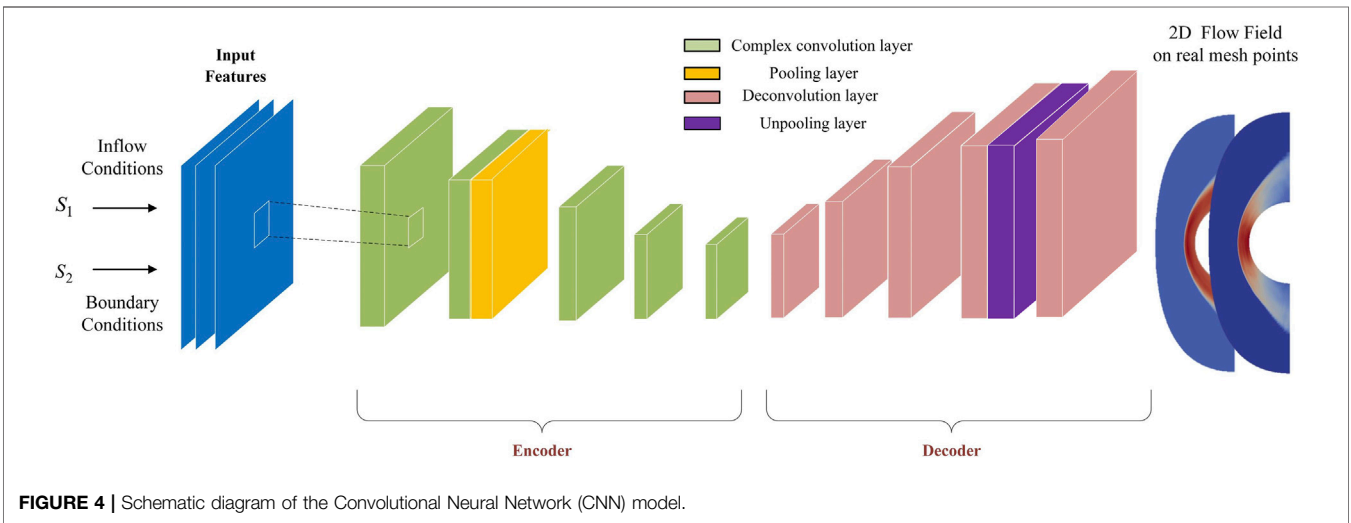 Input
Features
Inflow
Conditions
S1
S2
Boundary
Conditions
Complex convolution layer
Pooling layer
Deconvolution layer
Unpooling layer
2D Flow Field
on real mesh points
Encoder
Decoder
FIGURE 4 | Schematic diagram of the Convolutional Neural Network (CNN) model.